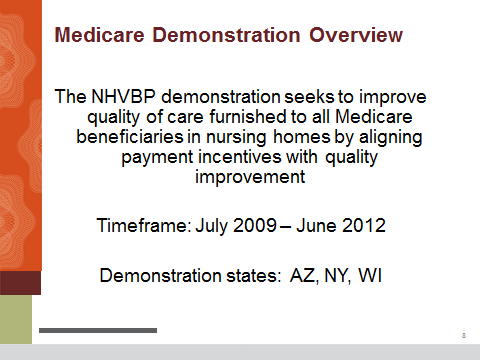 Medicare Demonstration Overview
The NHVBP demonstration seeks to improve
quality of care furnished to all Medicare
beneficiaries in nursing homes by aligning
payment incentives with quality
improvement
Timeframe: July 2009 – June 2012
Demonstration states:  AZ, NY, WI
8